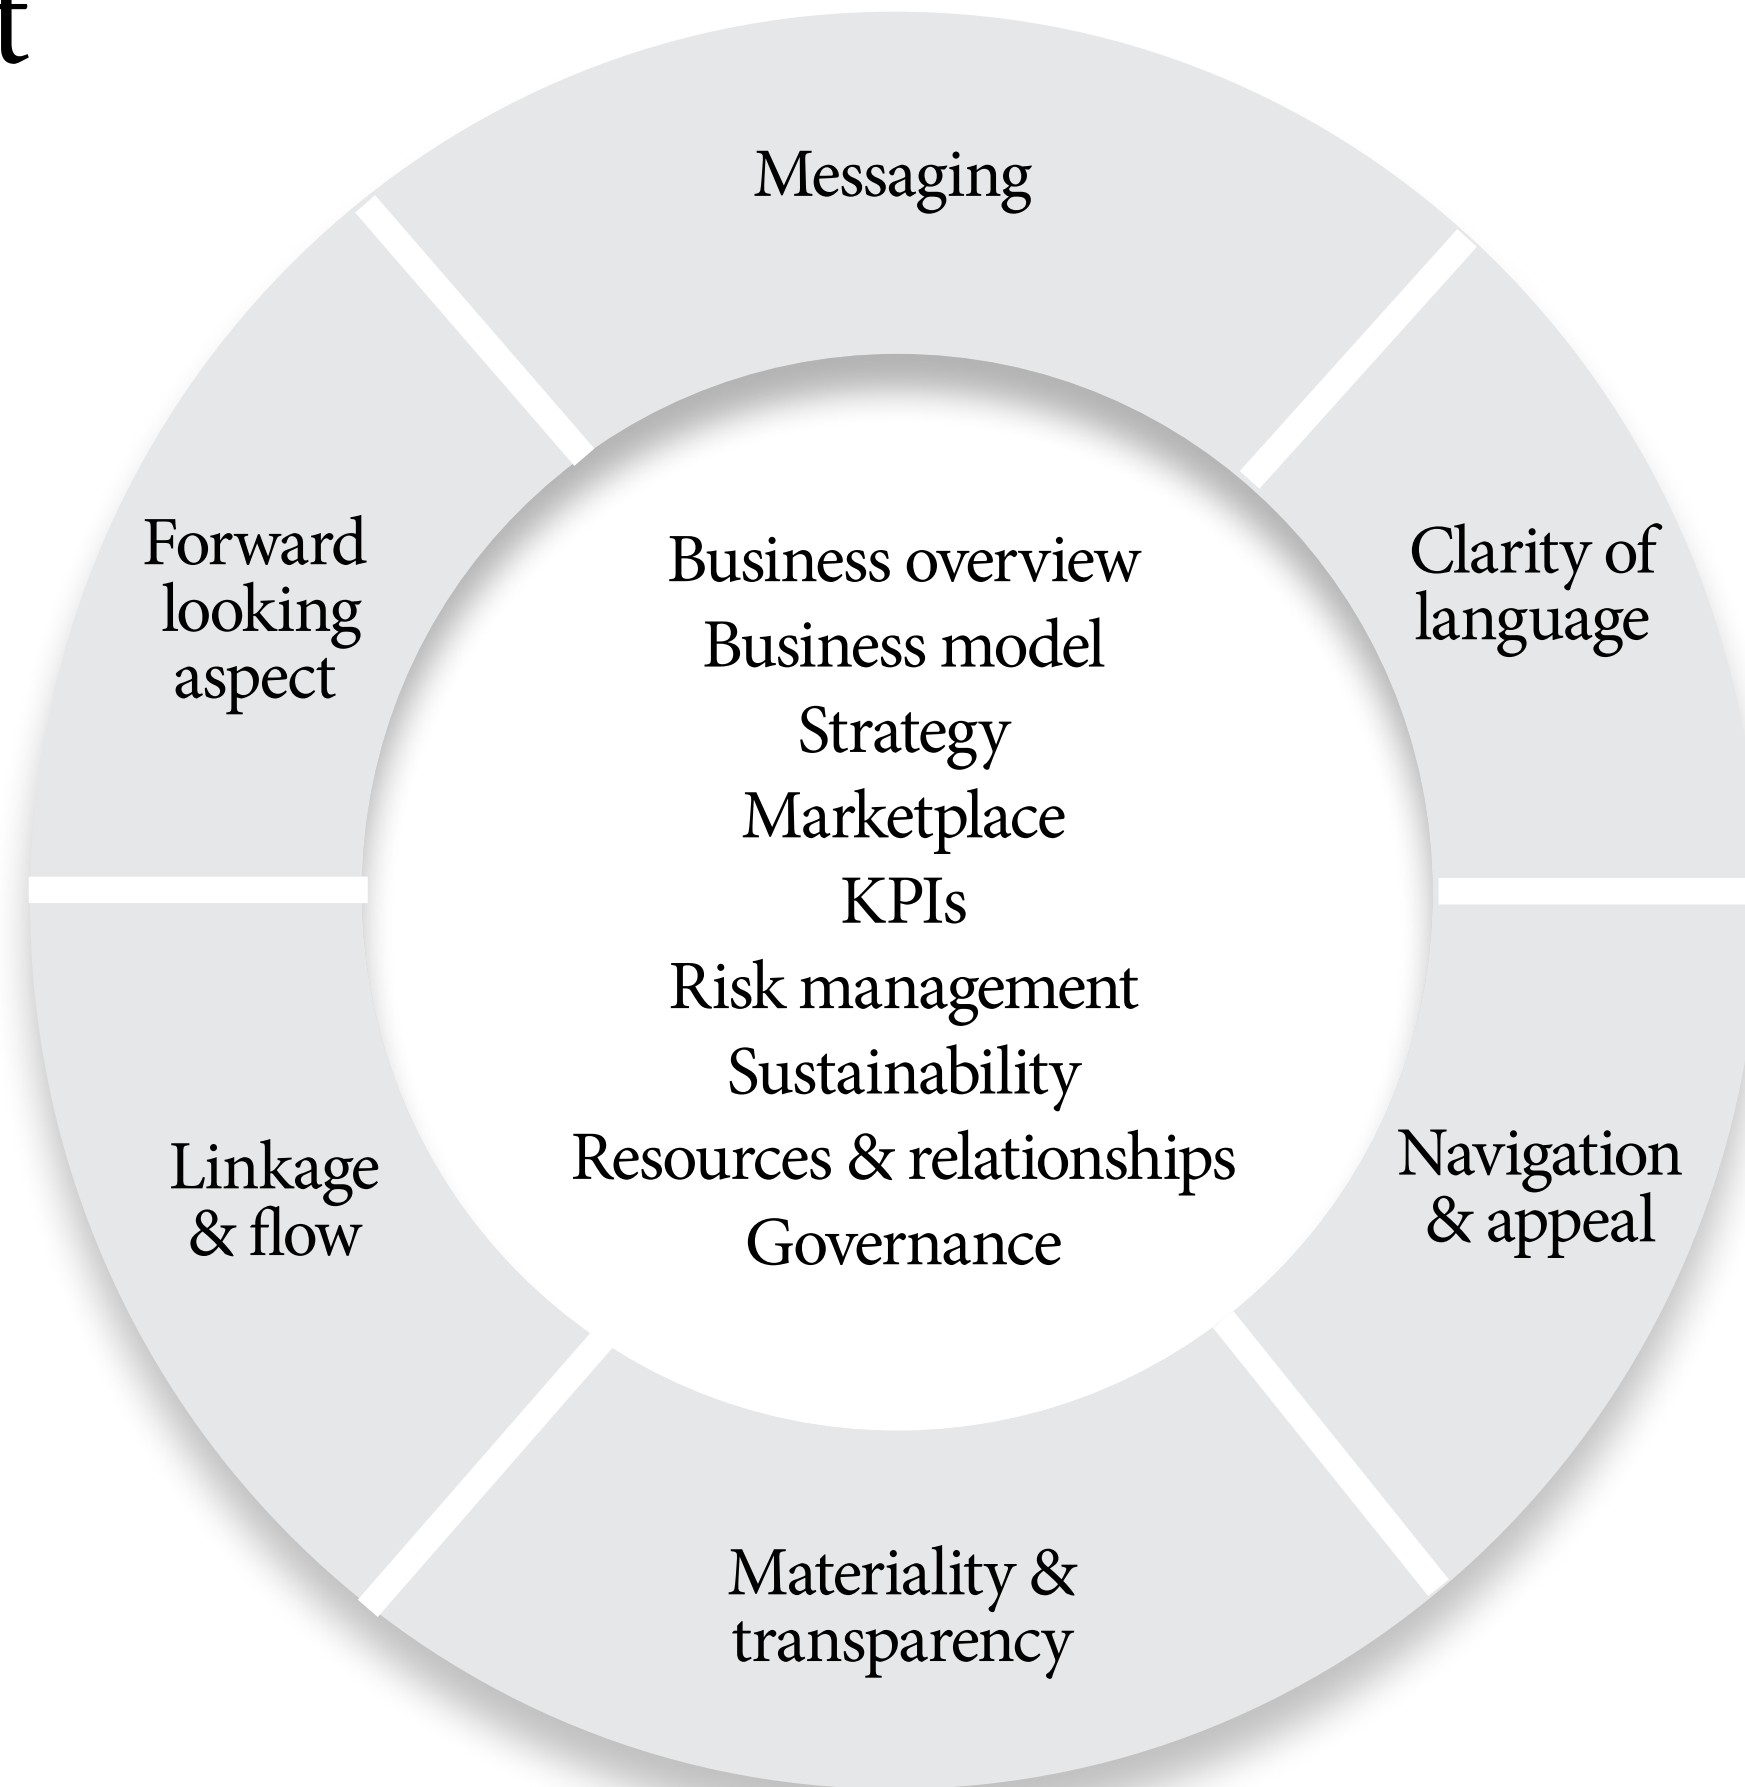 t
Messaging
Clarity of
language
Navigation
& appeal
Materiality &
transparency
Linkage
& flow
Forward
looking
aspect
Business overview
Business model
Strategy
Marketplace
KPIs
Risk management
Sustainability
Resources & relationships
Governance